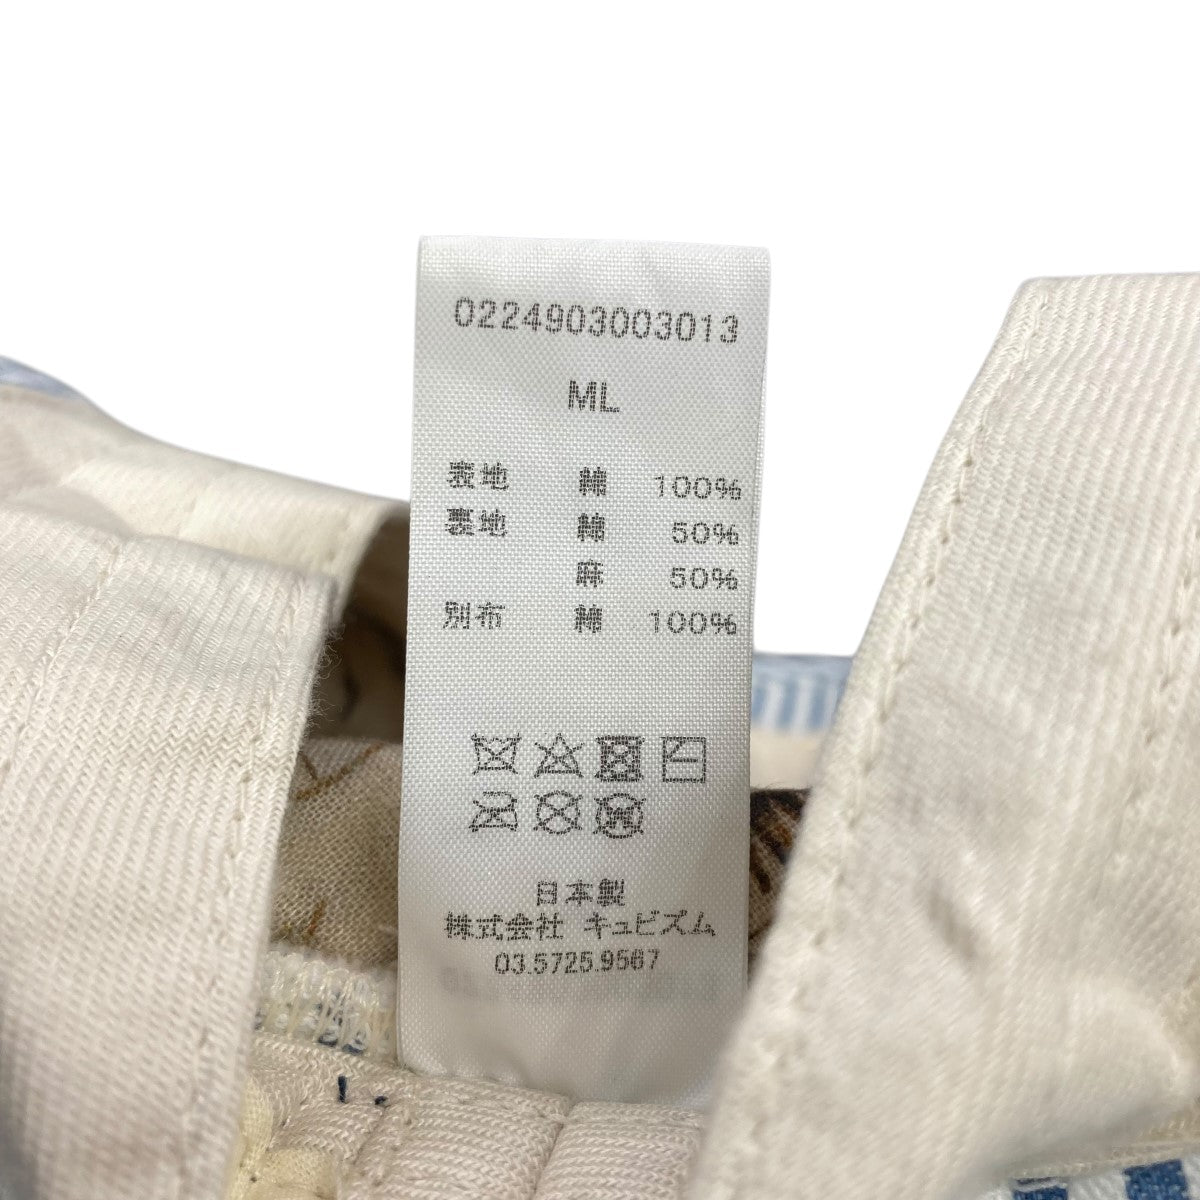 0224903003013
ML
表地 綿 100%
裏地 綿 50%
麻 50%
別布 綿 100%
日本製
株式会社 キュビズム
03.5725.9567